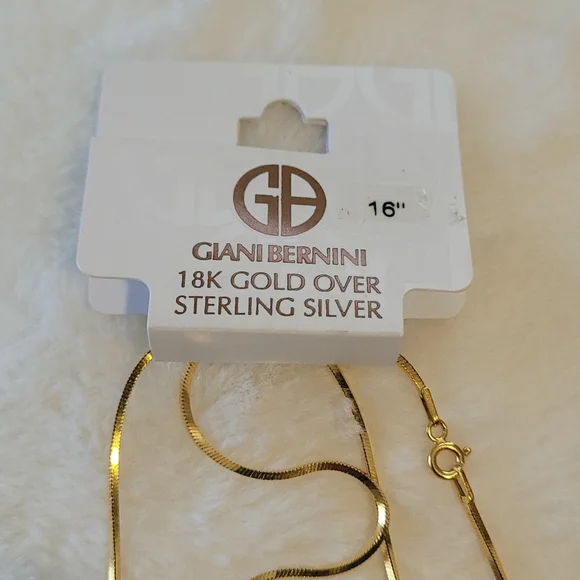 GB
16"
GIANI BERNINI
18K GOLD OVER
STERLING SILVER